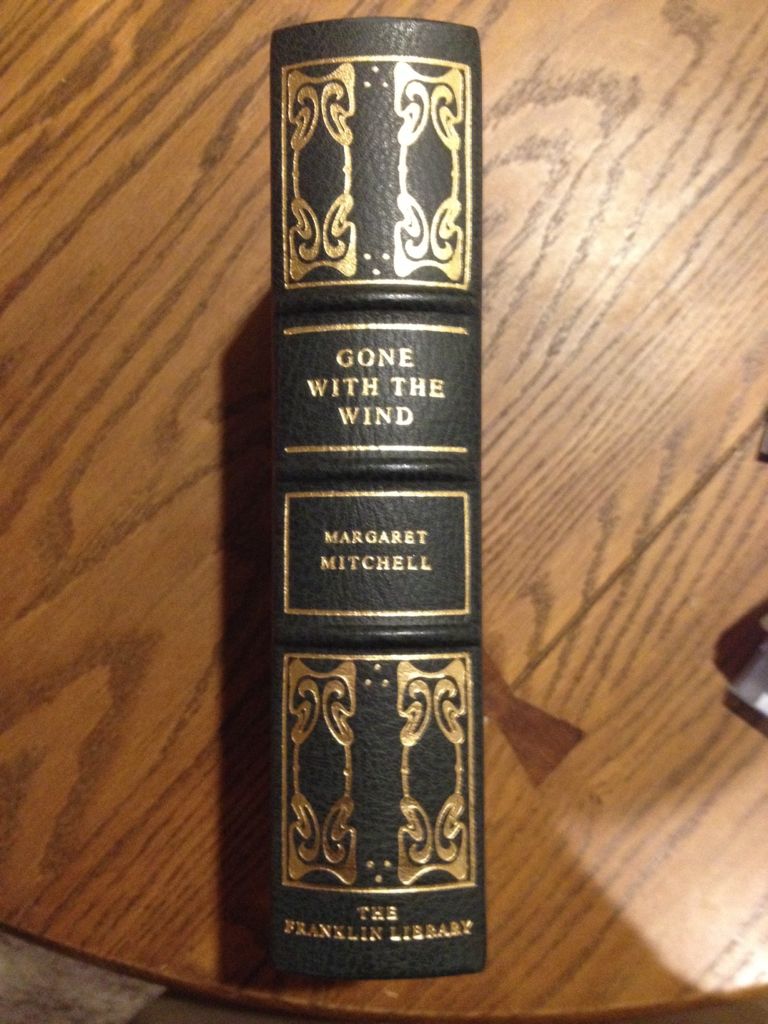 GONE
WITH THE
WIND
MARGARET
MITCHELL
THE
FRANKLIN LIBRARY